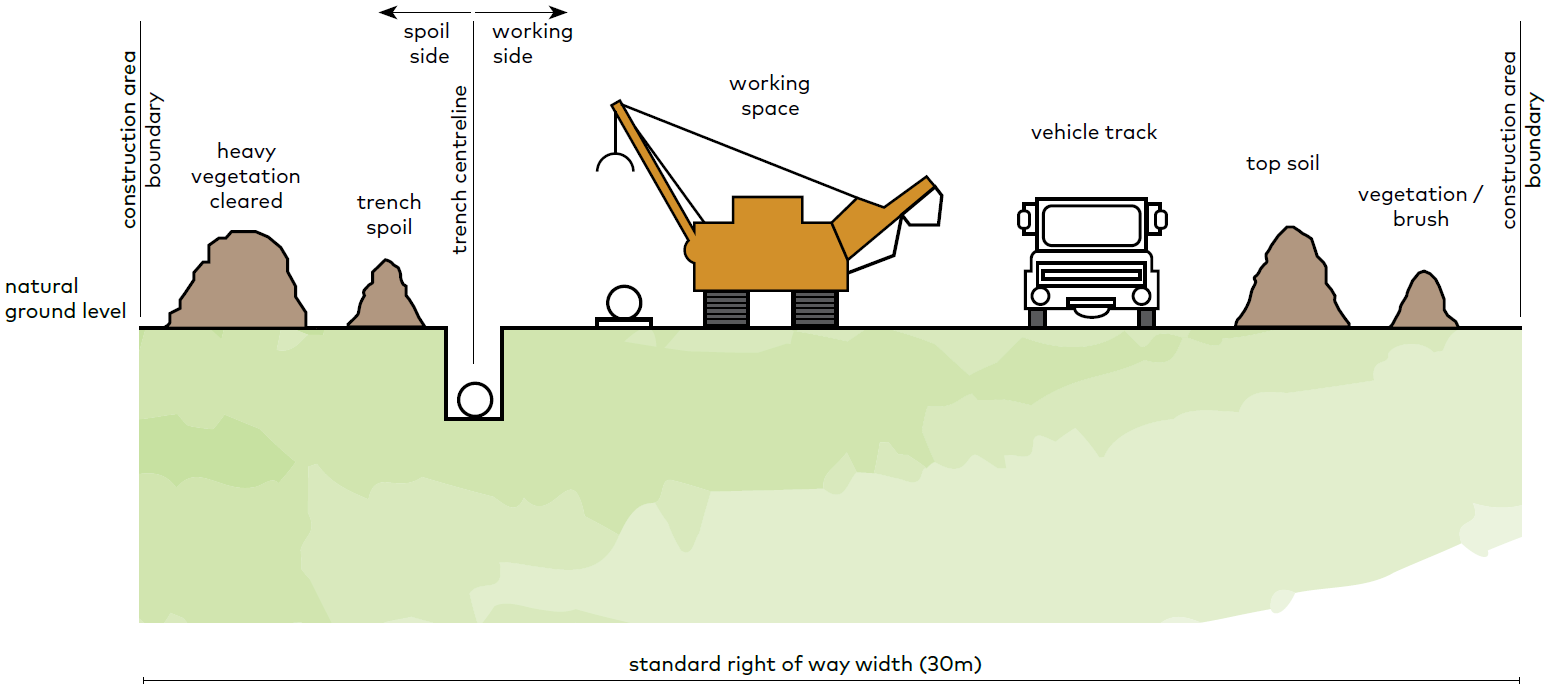 construction area
boundary
heavy
vegetation
cleared
trench
spoil
spoil
side
working
side
trench centreline
working
space
vehicle track
top soil
vegetation /
brush
construction area
boundary
natural
ground level
standard right of way width (30m)